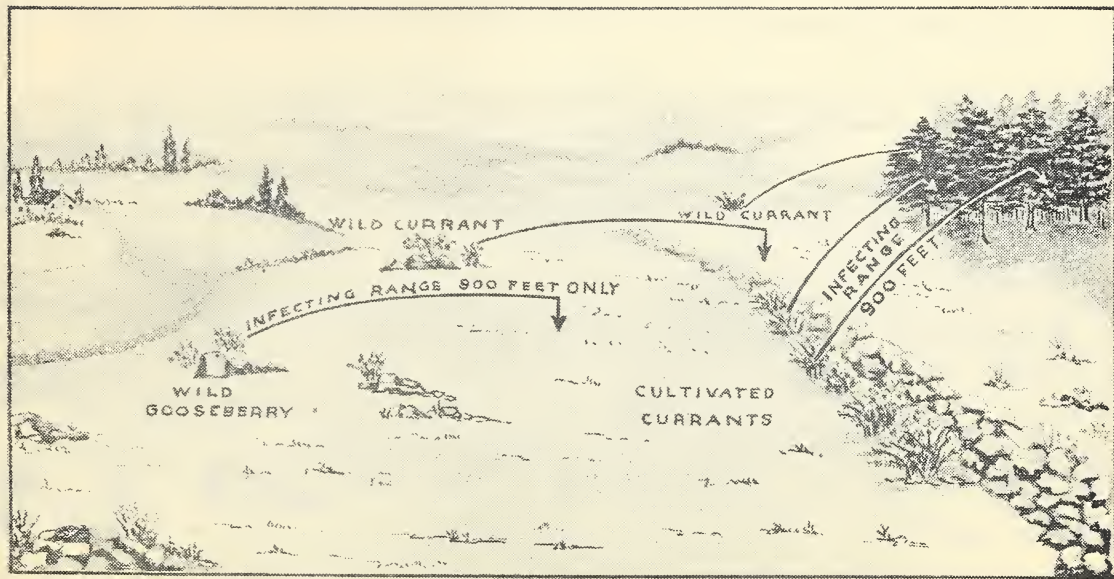 WILD CURRANT
WILD CURRANT
INFECTING RANGE 900 FEET ONLY
INFECTING
RANGE
900 FEET
WILD
GOOSEBERRY
CULTIVATED
CURRANTS